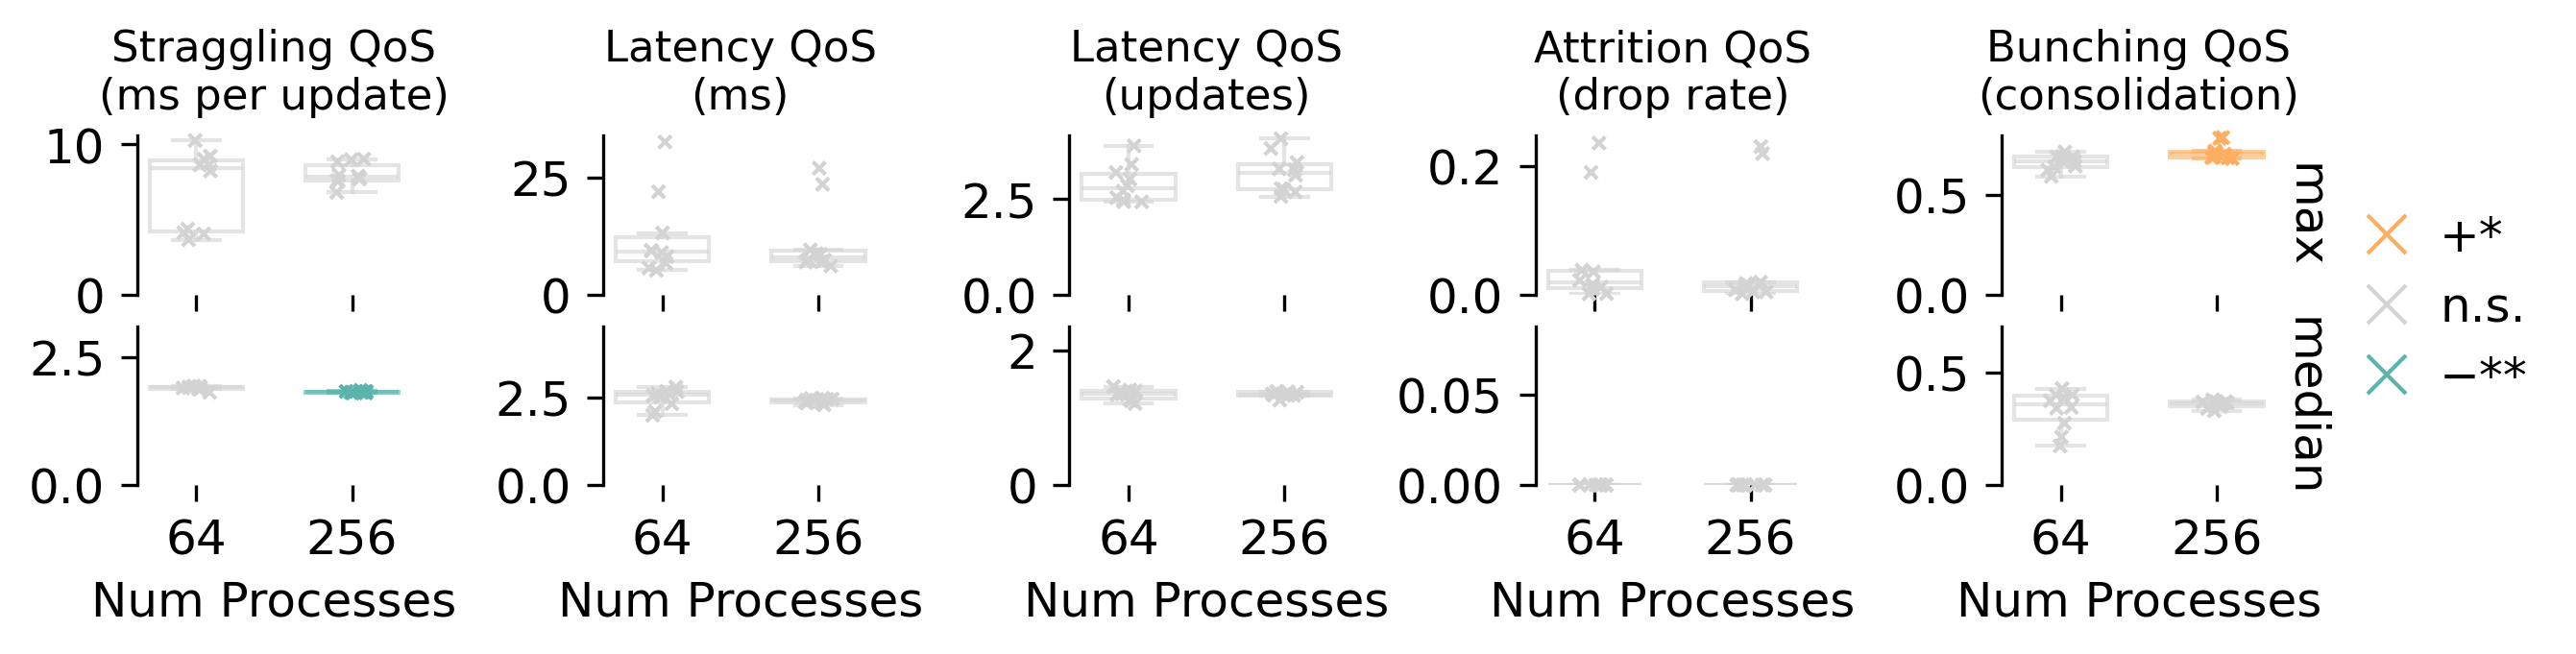 Straggling QoS
(ms per update)
Latency QoS
(ms)
Latency QoS
(updates)
Attrition QoS
(drop rate)
Bunching QoS
(consolidation)
10
0
25
0
2.5
0.0
0.2
0.0
0.5
0.0
max
2.5
0.0
2.5
0.0
2
0
0.05
0.00
0.5
0.0
median
+*
n.s.
−**
64 256
64 256
64 256
64 256
64 256
Num Processes
Num Processes
Num Processes
Num Processes
Num Processes